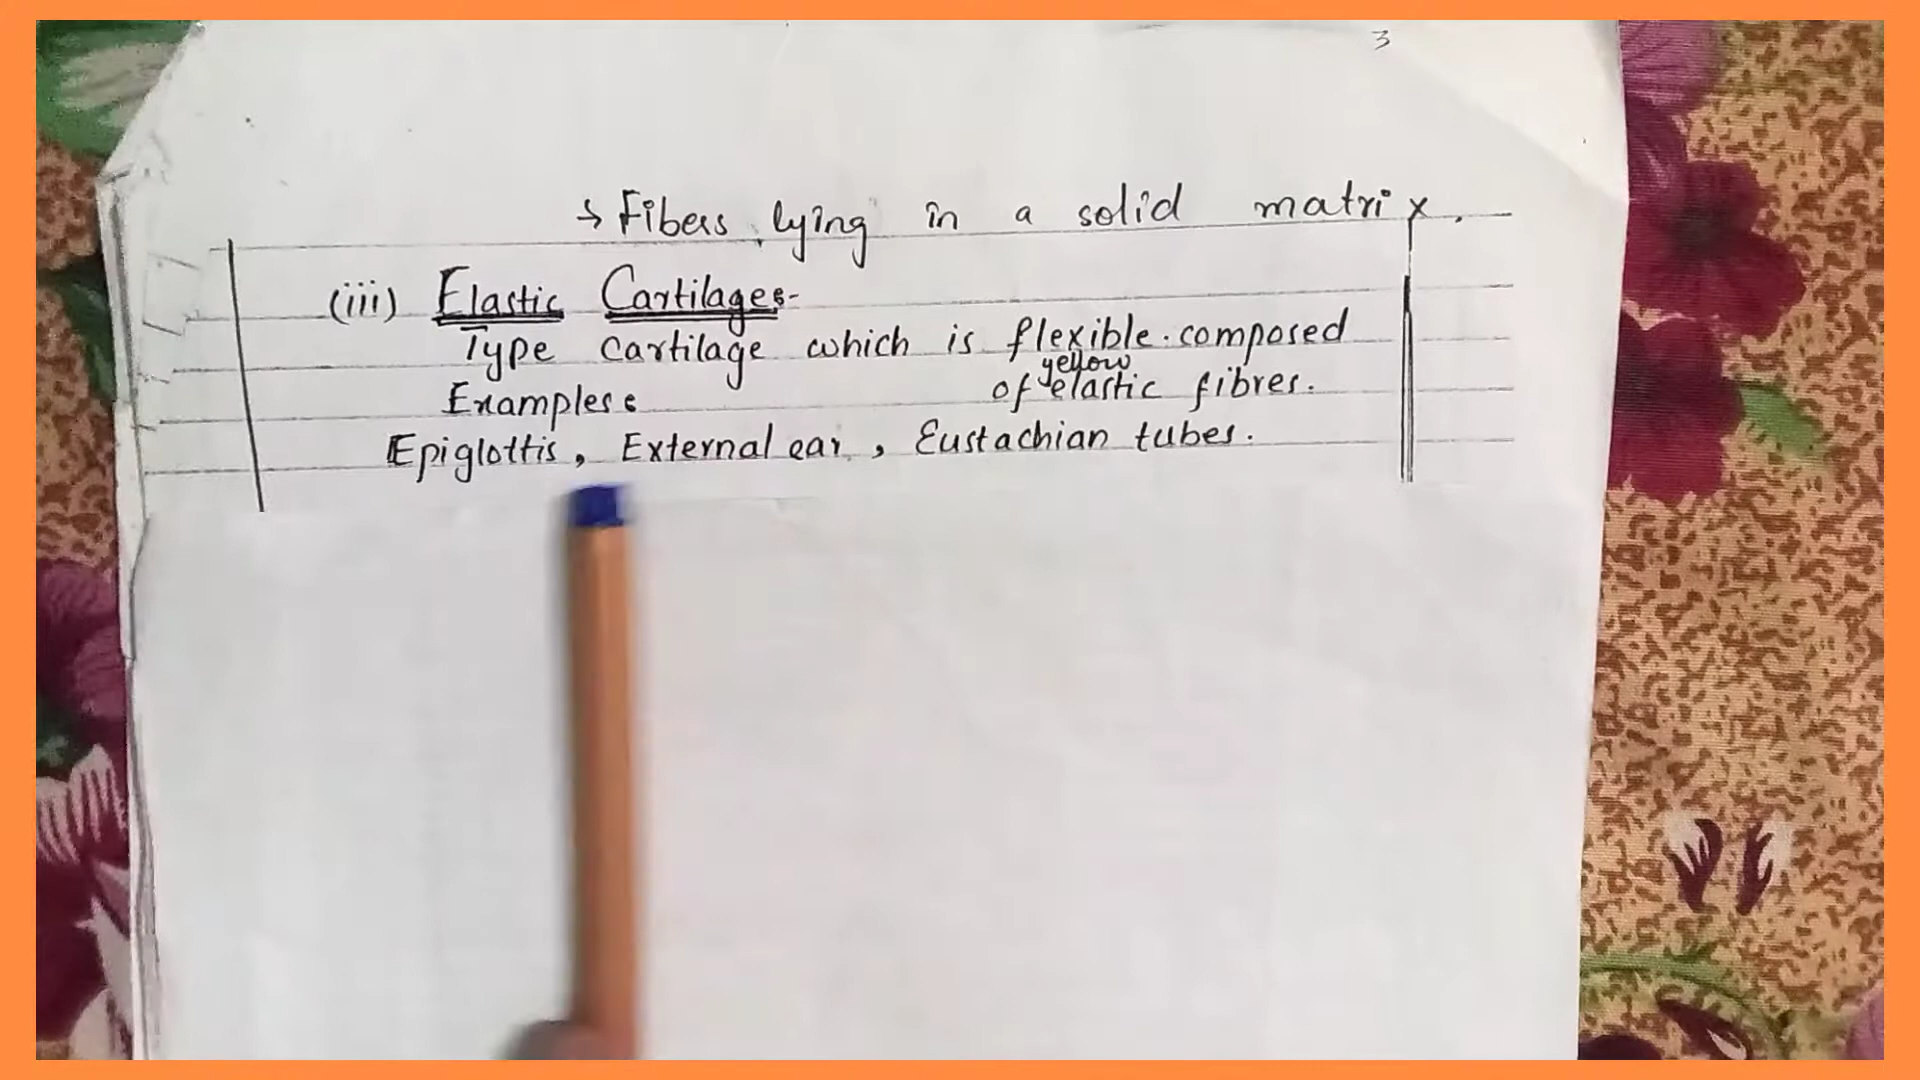 3
→ Fibers lying in a solid matrix.
(iii) Elastic Cartilages-
Type cartilage which is flexible. composed
of yellow elastic fibres.
Examples:
Epiglottis, External ear, Eustachian tubes.